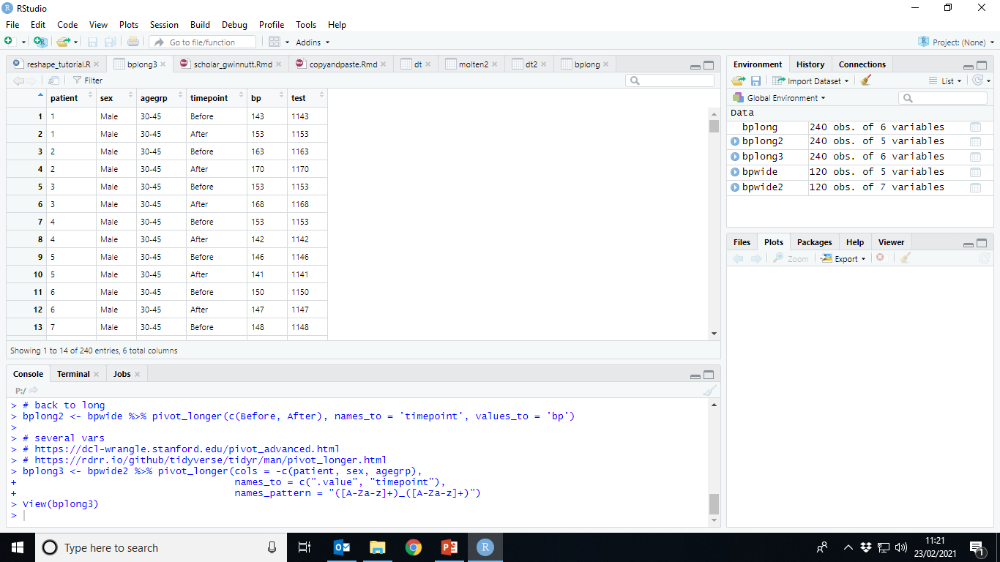 RStudio
File Edit Code View Plots Session Build Debug Profile Tools Help
Go to file/function Addins Project: (None)
reshape_tutorial.R bplong3 scholar_gwinnutt.Rmd copyandpaste.Rmd dt molten2 dt2 bplong
Filter
patient sex agegrp timepoint bp test
1 1 Male 30-45 Before 143 1143
2 1 Male 30-45 After 153 1153
3 2 Male 30-45 Before 163 1163
4 2 Male 30-45 After 170 1170
5 3 Male 30-45 Before 153 1153
6 3 Male 30-45 After 168 1168
7 4 Male 30-45 Before 153 1153
8 4 Male 30-45 After 142 1142
9 5 Male 30-45 Before 146 1146
10 5 Male 30-45 After 141 1141
11 6 Male 30-45 Before 150 1150
12 6 Male 30-45 After 147 1147
13 7 Male 30-45 Before 148 1148
Showing 1 to 14 of 240 entries, 6 total columns
Console Terminal Jobs
P:/
> # back to long
> bplong2 <- bpwide %>% pivot_longer(c(Before, After), names_to = 'timepoint', values_to = 'bp')
>
> # several vars
> # https://dcl-wrangle.stanford.edu/pivot_advanced.html
> # https://rdrr.io/github/tidyverse/tidyr/man/pivot_longer.html
> bplong3 <- bpwide2 %>% pivot_longer(cols = -c(patient, sex, agegrp),
+ names_to = c(".value", "timepoint"),
+ names_pattern = "([A-Za-z]+)_([A-Za-z]+)")
> View(bplong3)
>
Environment History Connections
Import Dataset List
Global Environment
Data
bplong 240 obs. of 6 variables
bplong2 240 obs. of 5 variables
bplong3 240 obs. of 6 variables
bpwide 120 obs. of 5 variables
bpwide2 120 obs. of 7 variables
Files Plots Packages Help Viewer
Zoom Export
Type here to search
11:21
23/02/2021
1